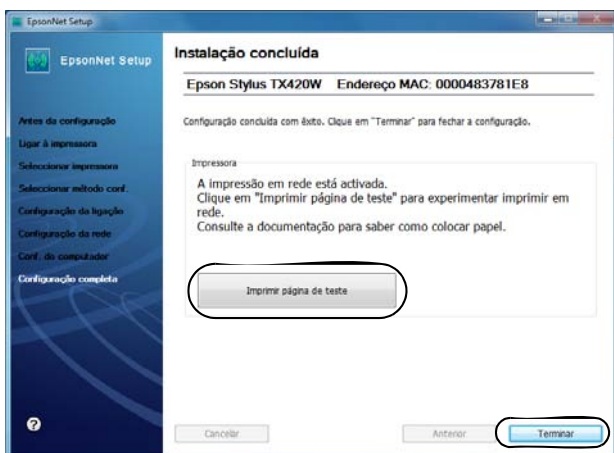 EpsonNet Setup
EpsonNet Setup
Instalação concluída
Epson Stylus TX420W Endereço MAC: 0000483781E8
Antes da configuração
Ligar à impressora
Seleccionar impressora
Seleccionar método conf.
Configuração da ligação
Configuração da rede
Conf. do computador
Configuração completa
Configuração concluída com êxito. Clique em "Terminar" para fechar a configuração.
Impressora
A impressão em rede está activada.
Clique em "Imprimir página de teste" para experimentar imprimir em
rede.
Consulte a documentação para saber como colocar papel.
Imprimir página de teste
?
Cancelar
Anterior
Terminar